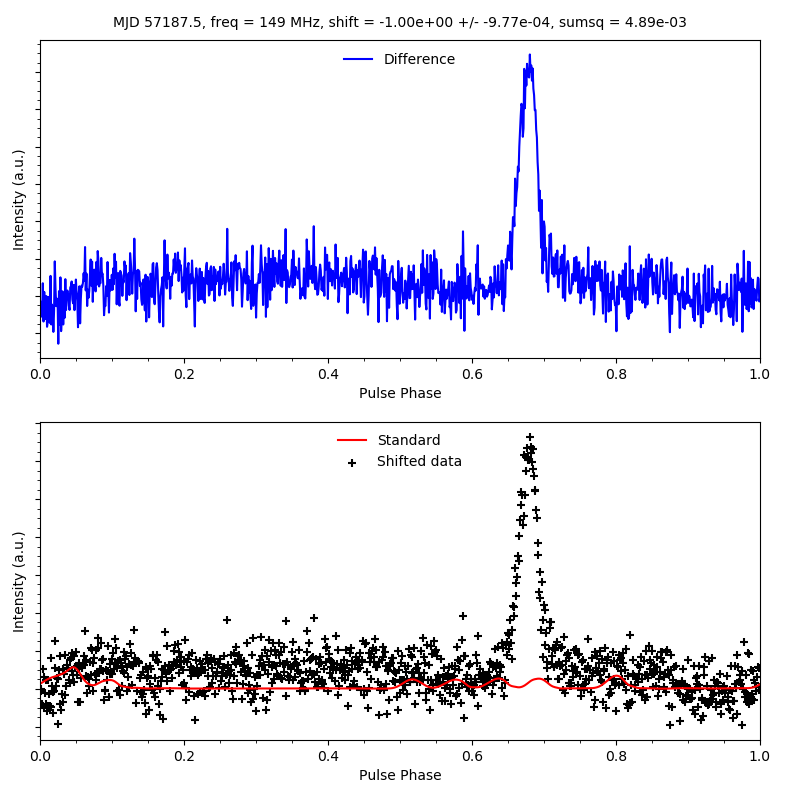 MJD 57187.5, freq = 149 MHz, shift = -1.00e+00 +/- -9.77e-04, sumsq = 4.89e-03
Difference
Intensity (a.u.)
0.0 0.2 0.4 0.6 0.8 1.0
Pulse Phase
Standard
Shifted data
Intensity (a.u.)
0.0 0.2 0.4 0.6 0.8 1.0
Pulse Phase